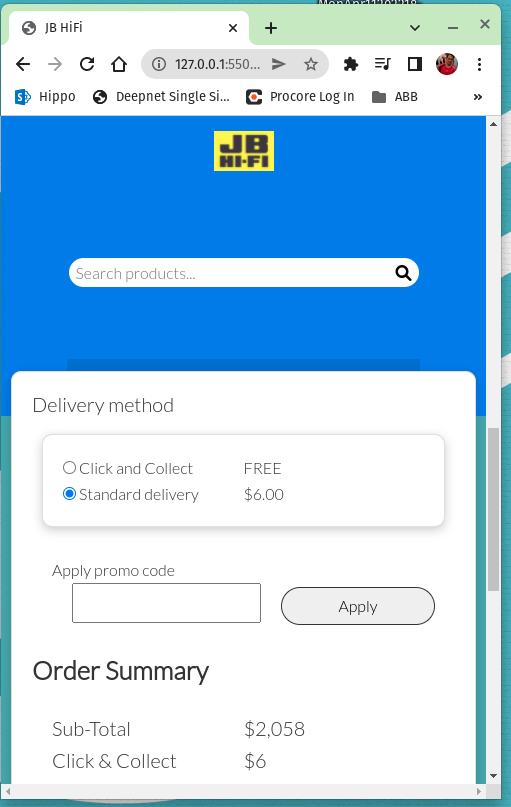 MonApr11202218
JB HiFi
127.0.0.1:550...
Hippo
Deepnet Single Si...
Procore Log In
ABB
»
JB
HI-FI
Search products...
Delivery method
Click and Collect FREE
Standard delivery $6.00
Apply promo code
Apply
Order Summary
Sub-Total $2,058
Click & Collect $6